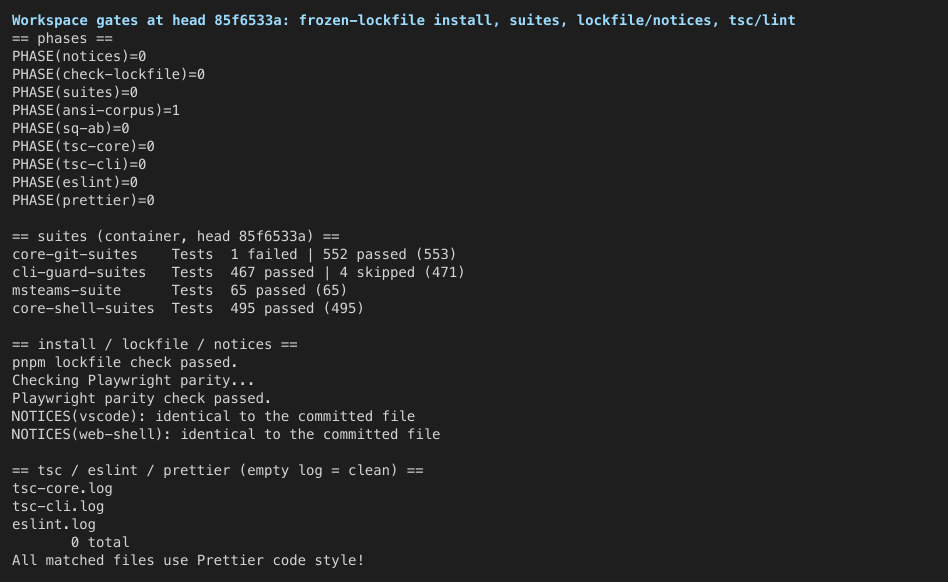 Workspace gates at head 85f6533a: frozen-lockfile install, suites, lockfile/notices, tsc/lint
== phases ==
PHASE(notices)=0
PHASE(check-lockfile)=0
PHASE(suites)=0
PHASE(ansi-corpus)=1
PHASE(sq-ab)=0
PHASE(tsc-core)=0
PHASE(tsc-cli)=0
PHASE(eslint)=0
PHASE(prettier)=0

== suites (container, head 85f6533a) ==
core-git-suites    Tests  1 failed | 552 passed (553)
cli-guard-suites   Tests  467 passed | 4 skipped (471)
msteams-suite      Tests  65 passed (65)
core-shell-suites  Tests  495 passed (495)

== install / lockfile / notices ==
pnpm lockfile check passed.
Checking Playwright parity...
Playwright parity check passed.
NOTICES(vscode): identical to the committed file
NOTICES(web-shell): identical to the committed file

== tsc / eslint / prettier (empty log = clean) ==
tsc-core.log
tsc-cli.log
eslint.log
       0 total
All matched files use Prettier code style!